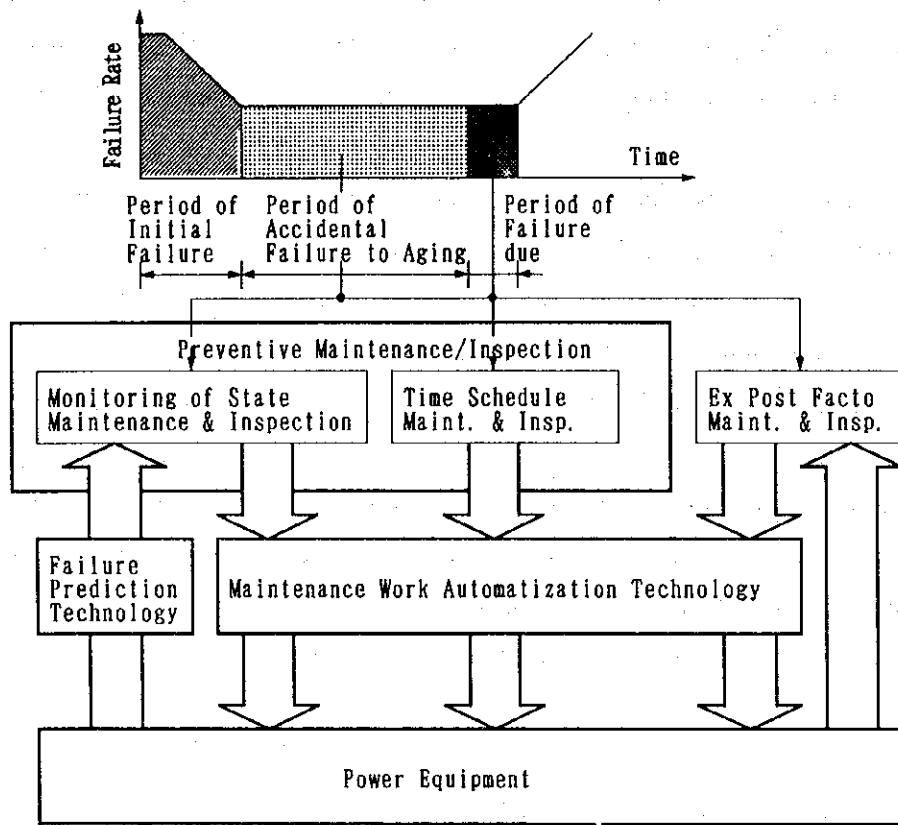 Failure Rate
Time
Period of
Initial
Failure
Period of
Accidental
Failure to Aging
Period of
Failure
due
Preventive Maintenance/Inspection
Monitoring of State
Maintenance & Inspection
Time Schedule
Maint. & Insp.
Ex Post Facto
Maint. & Insp.
Failure
Prediction
Technology
Maintenance Work Automatization Technology
Power Equipment